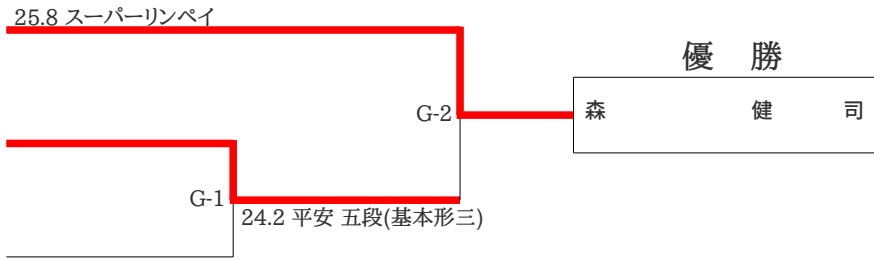 25.8 スーパーリンペイ
優 勝
G-2
森 健 司
G-1
24.2 平安 五段(基本形三)